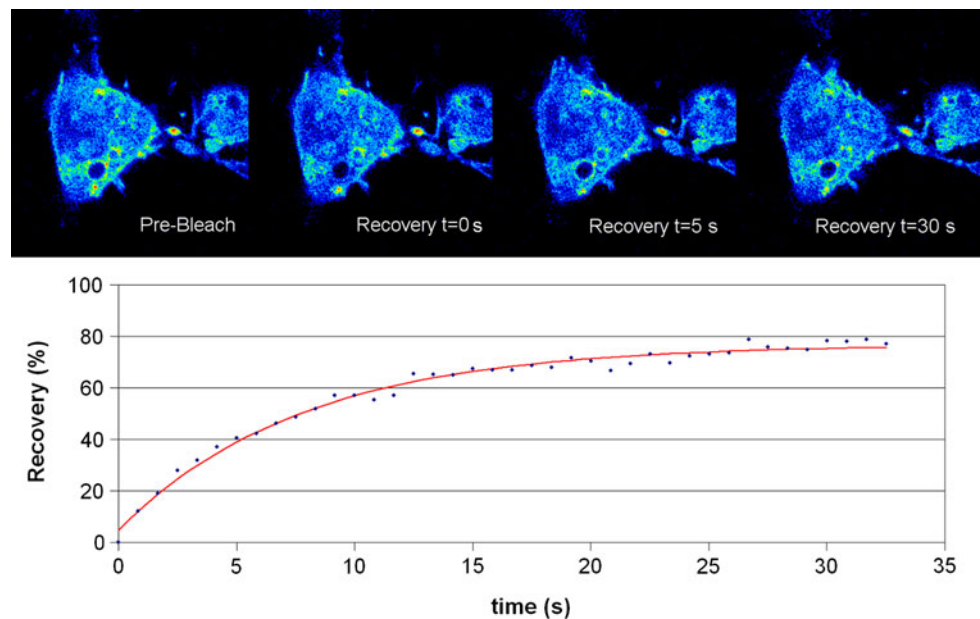 Pre-Bleach
Recovery t=0 s
Recovery t=5 s
Recovery t=30 s
100
80
60
40
20
0
Recovery (%)
0 5 10 15 20 25 30 35
time (s)